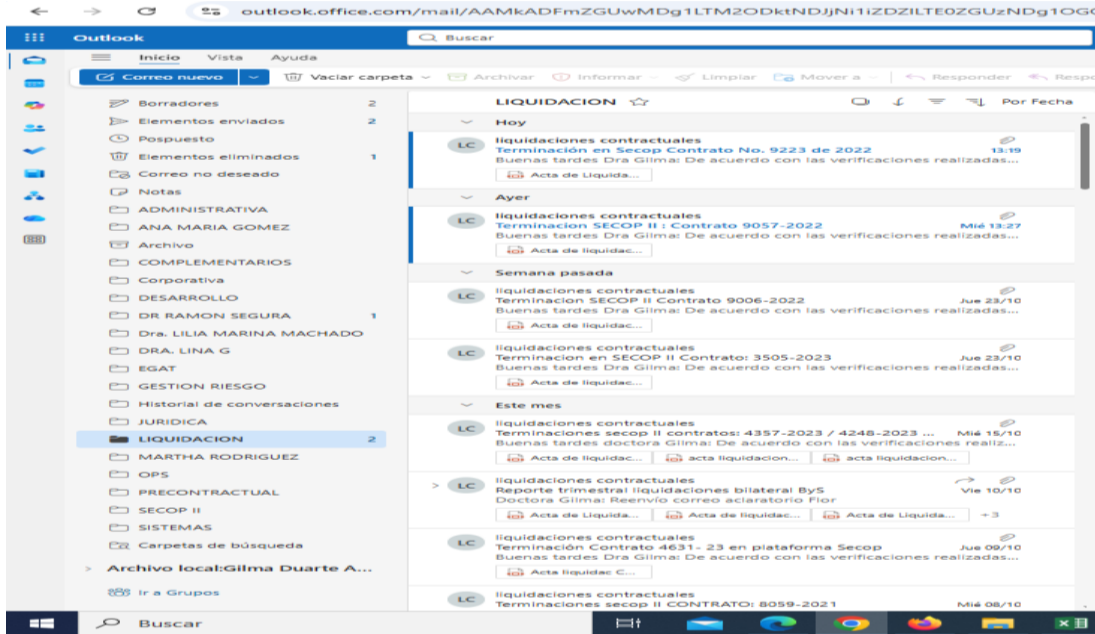 outlook.office.com/mail/AAMkADFmZGUwMDg1LTM2ODktNDJjNi1iZDZiLTE0ZGUzNDg1OG
Outlook
Buscar
Inicio Vista Ayuda
Correo nuevo Vaciar carpeta Archivar Informar Limpiar Mover a Responder
Borradores 2
Elementos enviados 2
Pospuesto
Elementos eliminados 1
Correo no deseado
Notas
ADMINISTRATIVA
ANA MARIA GOMEZ
Archivo
COMPLEMENTARIOS
Corporativa
DESARROLLO
DR RAMON SEGURA 1
Dra. LILIA MARINA MACHADO
DRA. LINA G
EGAT
GESTION RIESGO
Historial de conversaciones
JURIDICA
LIQUIDACION 2
MARTHA RODRIGUEZ
OPS
PRECONTRACTUAL
SECOP II
SISTEMAS
Carpetas de búsqueda
Archivo local:Gilma Duarte A...
Ir a Grupos
LIQUIDACION Por Fecha
Hoy
LC liquidaciones contractuales
Terminación en Secop Contrato No. 9223 de 2022 13:19
Buenas tardes Dra Gilma: De acuerdo con las verificaciones realizadas...
Acta de Liquida...
Ayer
LC liquidaciones contractuales
Terminacion SECOP II : Contrato 9057-2022 Mié 13:27
Buenas tardes Dra Gilma: De acuerdo con las verificaciones realizadas...
Acta de liquidac...
Semana pasada
LC liquidaciones contractuales
Terminacion SECOP II Contrato 9006-2022 Jue 23/10
Buenas tardes Dra Gilma: De acuerdo con las verificaciones realizadas...
Acta de liquidac...
LC liquidaciones contractuales
Terminacion en SECOP II Contrato: 3505-2023 Jue 23/10
Buenas tardes Dra Gilma: De acuerdo con las verificaciones realizadas...
Acta de liquidac...
Este mes
LC liquidaciones contractuales
Terminaciones secop II contratos: 4357-2023 / 4248-2023 ... Mié 15/10
Buenas tardes doctora Gilma: De acuerdo con las verificaciones realiz...
Acta de liquidac... acta liquidacion... acta liquidacion...
LC liquidaciones contractuales
Reporte trimestral liquidaciones bilateral ByS Vie 10/10
Doctora Gilma: Reenvío correo aclaratorio Flor
Acta de Liquida... Acta de liquidac... Acta de Liquida... +3
LC liquidaciones contractuales
Terminación Contrato 4631- 23 en plataforma Secop Jue 09/10
Buenas tardes Dra Gilma: De acuerdo con las verificaciones realizadas...
Acta liquidac C...
LC liquidaciones contractuales
Terminaciones secop II CONTRATO: 8059-2021 Mié 08/10
Buscar